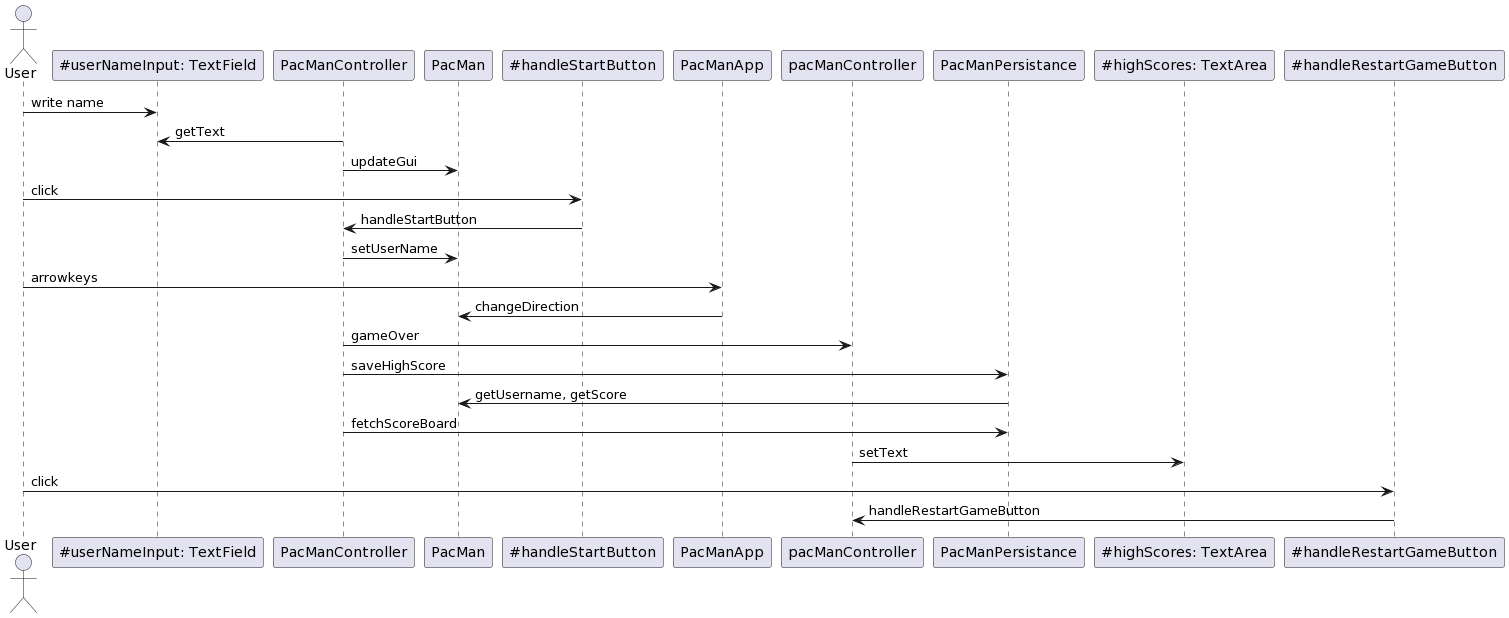 User
#userNameInput: TextField
PacManController
PacMan
#handleStartButton
PacManApp
pacManController
PacManPersistance
#highScores: TextArea
#handleRestartGameButton
write name
getText
updateGui
click
handleStartButton
setUserName
arrowkeys
changeDirection
gameOver
saveHighScore
getUsername, getScore
fetchScoreBoard
setText
click
handleRestartGameButton
User
#userNameInput: TextField
PacManController
PacMan
#handleStartButton
PacManApp
pacManController
PacManPersistance
#highScores: TextArea
#handleRestartGameButton